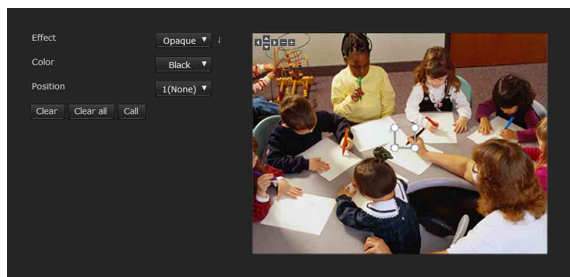 Effect
Opaque
Color
Black
Position
1(None)
Clear
Clear all
Call